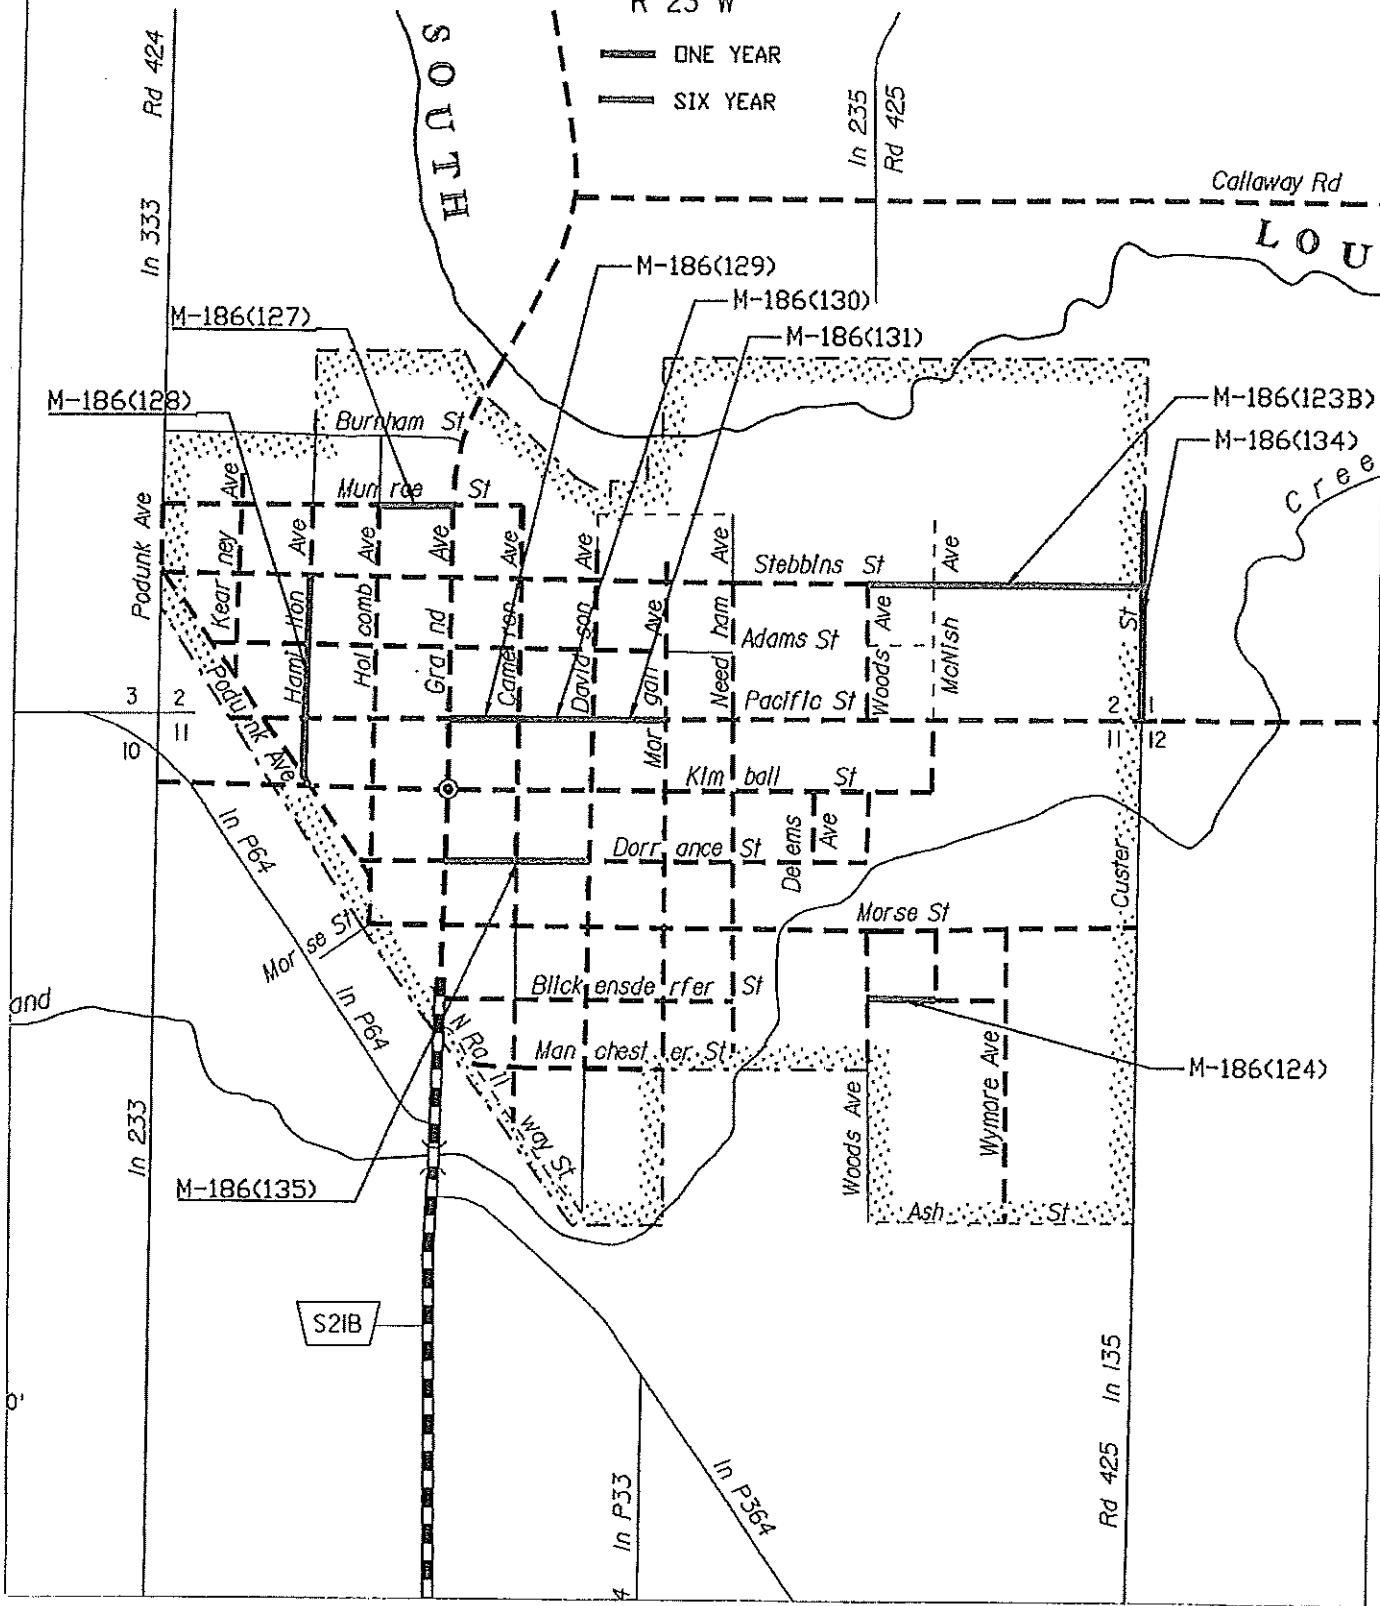 R 23 W
ONE YEAR
SIX YEAR
SOUTH
Rd 424
In 333
In 235
Rd 425
Callaway Rd
LOU
M-186(129)
M-186(130)
M-186(127)
M-186(131)
M-186(128)
M-186(123B)
M-186(134)
Cree
Burnham St
Munroe St
Podunk Ave
Kearney Ave
Hamilton Ave
Holcomb Ave
Grand Ave
Cameron Ave
Davidson Ave
Morgan Ave
Needham Ave
Stebbins St
Woods Ave
McNish Ave
Adams St
Custer St
3 2
10 11
2 1
11 12
Podunk Ave
Pacific St
Kimball St
In P64
Dorrance St
Delems Ave
Morse St
Morse St
In P64
Blickensderfer St
and
N Railway St
Manchester St
M-186(124)
Woods Ave
Wymore Ave
In 233
M-186(135)
Ash St
S21B
0'
In 135
Rd 425
In P33
4
In P364